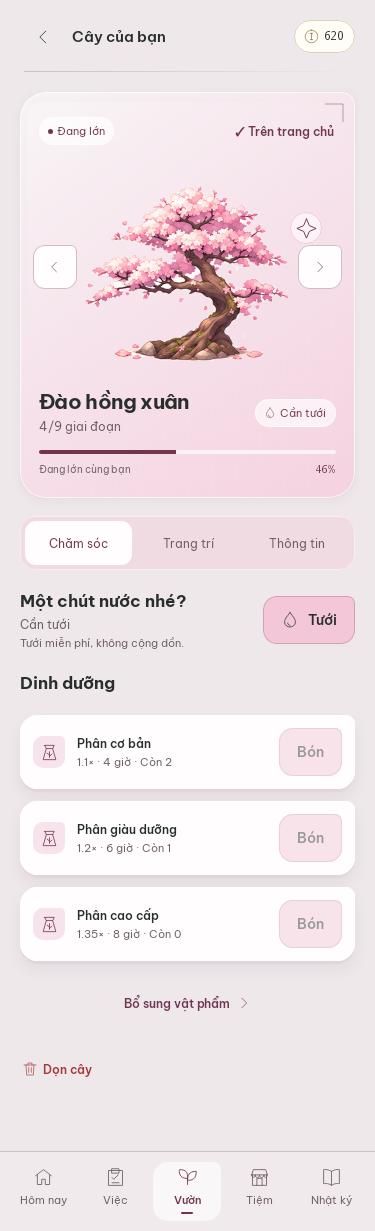 Cây của bạn
620
Đang lớn
✓ Trên trang chủ
Đào hồng xuân
4/9 giai đoạn
Cần tưới
Đang lớn cùng bạn
46%
Chăm sóc
Trang trí
Thông tin
Một chút nước nhé?
Cần tưới
Tưới miễn phí, không cộng dồn.
Tưới
Dinh dưỡng
Phân cơ bản
1.1× · 4 giờ · Còn 2
Bón
Phân giàu dưỡng
1.2× · 6 giờ · Còn 1
Bón
Phân cao cấp
1.35× · 8 giờ · Còn 0
Bón
Bổ sung vật phẩm
Dọn cây
Hôm nay
Việc
Vườn
Tiệm
Nhật ký